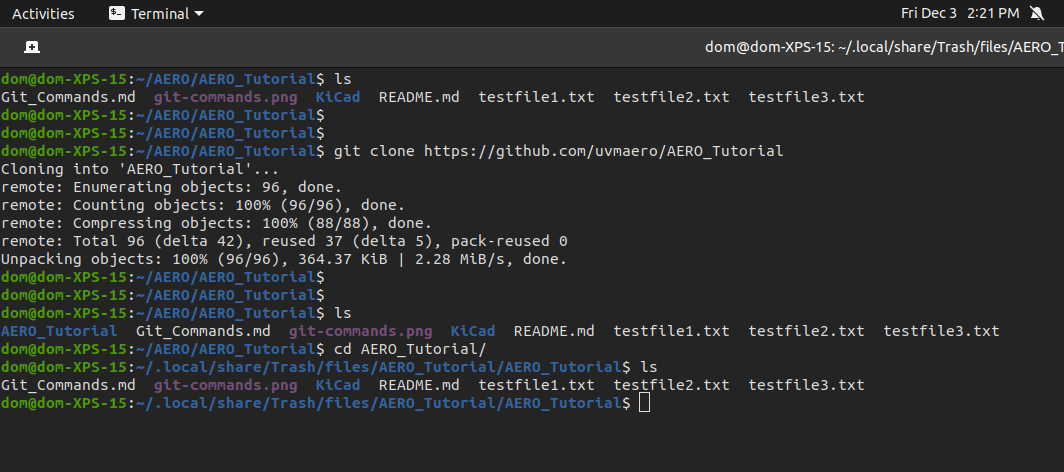 Activities Terminal Fri Dec 3 2:21 PM
dom@dom-XPS-15: ~/.local/share/Trash/files/AERO_T
dom@dom-XPS-15:~/AERO/AERO_Tutorial$ ls
Git_Commands.md git-commands.png KiCad README.md testfile1.txt testfile2.txt testfile3.txt
dom@dom-XPS-15:~/AERO/AERO_Tutorial$
dom@dom-XPS-15:~/AERO/AERO_Tutorial$
dom@dom-XPS-15:~/AERO/AERO_Tutorial$ git clone https://github.com/uvmaero/AERO_Tutorial
Cloning into 'AERO_Tutorial'...
remote: Enumerating objects: 96, done.
remote: Counting objects: 100% (96/96), done.
remote: Compressing objects: 100% (88/88), done.
remote: Total 96 (delta 42), reused 37 (delta 5), pack-reused 0
Unpacking objects: 100% (96/96), 364.37 KiB | 2.28 MiB/s, done.
dom@dom-XPS-15:~/AERO/AERO_Tutorial$
dom@dom-XPS-15:~/AERO/AERO_Tutorial$
dom@dom-XPS-15:~/AERO/AERO_Tutorial$ ls
AERO_Tutorial Git_Commands.md git-commands.png KiCad README.md testfile1.txt testfile2.txt testfile3.txt
dom@dom-XPS-15:~/AERO/AERO_Tutorial$ cd AERO_Tutorial/
dom@dom-XPS-15:~/.local/share/Trash/files/AERO_Tutorial/AERO_Tutorial$ ls
Git_Commands.md git-commands.png KiCad README.md testfile1.txt testfile2.txt testfile3.txt
dom@dom-XPS-15:~/.local/share/Trash/files/AERO_Tutorial/AERO_Tutorial$